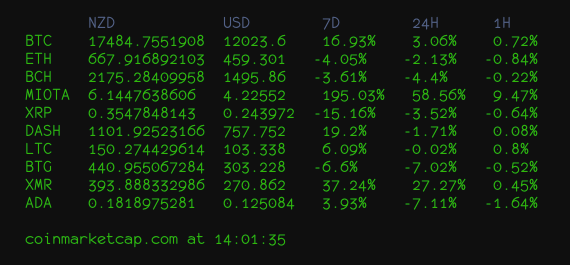 NZD USD 7D 24H 1H
BTC 17484.7551908 12023.6 16.93% 3.06% 0.72%
ETH 667.916892103 459.301 -4.05% -2.13% -0.84%
BCH 2175.28409958 1495.86 -3.61% -4.4% -0.22%
MIOTA 6.1447638606 4.22552 195.03% 58.56% 9.47%
XRP 0.3547848143 0.243972 -15.16% -3.52% -0.64%
DASH 1101.92523166 757.752 19.2% -1.71% 0.08%
LTC 150.274429614 103.338 6.09% -0.02% 0.8%
BTG 440.955067284 303.228 -6.6% -7.02% -0.52%
XMR 393.888332986 270.862 37.24% 27.27% 0.45%
ADA 0.1818975281 0.125084 3.93% -7.11% -1.64%
coinmarketcap.com at 14:01:35